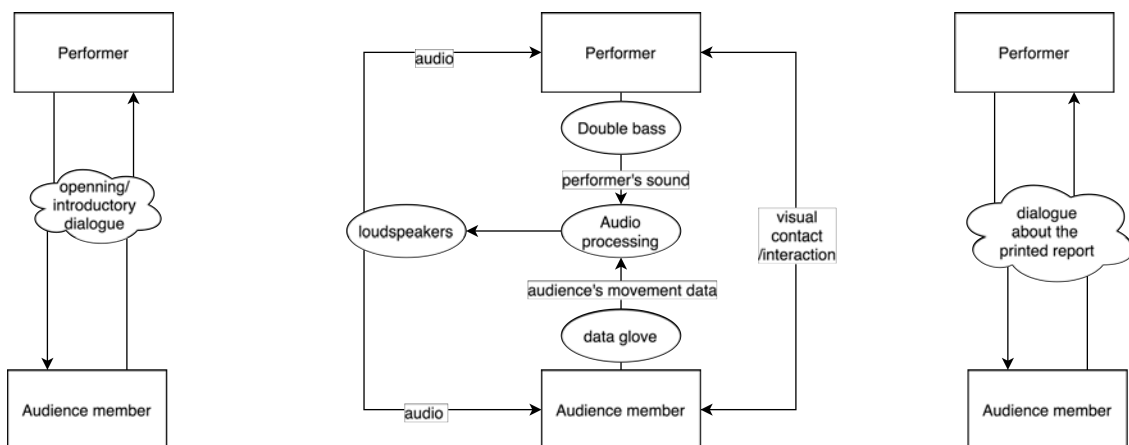 Performer
openning/
introductory
dialogue
Audience member
audio
Performer
Double bass
performer's sound
loudspeakers
Audio
processing
visual
contact
/interaction
audience's movement data
data glove
audio
Audience member
Performer
dialogue
about the
printed report
Audience member